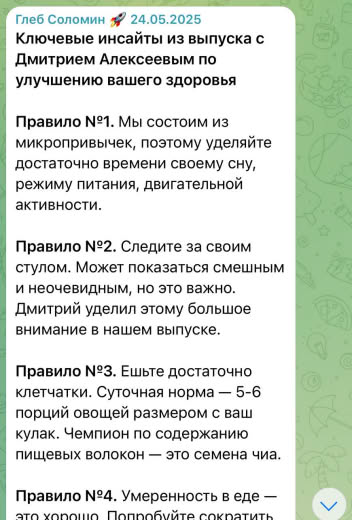 Глеб Соломин 🚀 24.05.2025
Ключевые инсайты из выпуска с
Дмитрием Алексеевым по
улучшению вашего здоровья
Правило №1. Мы состоим из
микропривычек, поэтому уделяйте
достаточно времени своему сну,
режиму питания, двигательной
активности.
Правило №2. Следите за своим
стулом. Может показаться смешным
и неочевидным, но это важно.
Дмитрий уделил этому большое
внимание в нашем выпуске.
Правило №3. Ешьте достаточно
клетчатки. Суточная норма — 5-6
порций овощей размером с ваш
кулак. Чемпион по содержанию
пищевых волокон — это семена чиа.
Правило №4. Умеренность в еде —
это хорошо. Попробуйте сократить